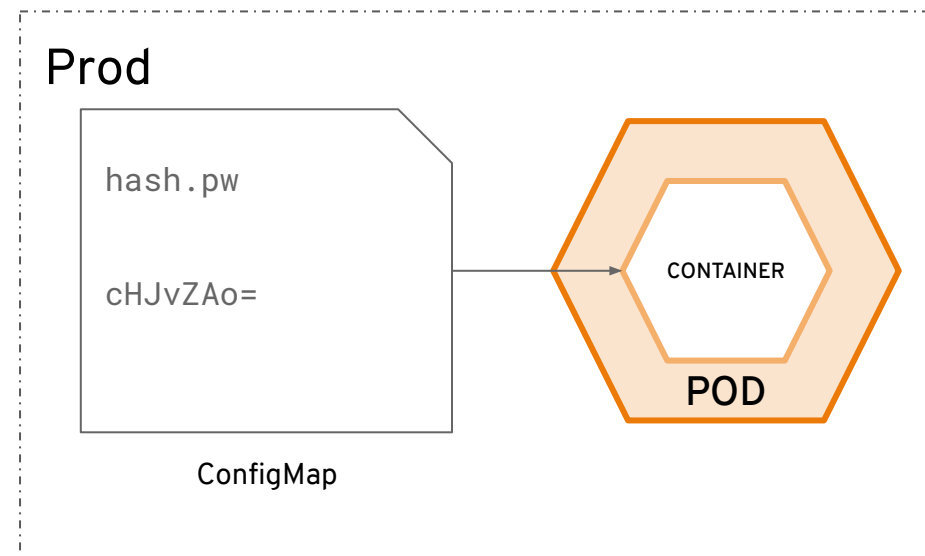 Prod
hash.pw
cHJvZAo=
CONTAINER
POD
ConfigMap